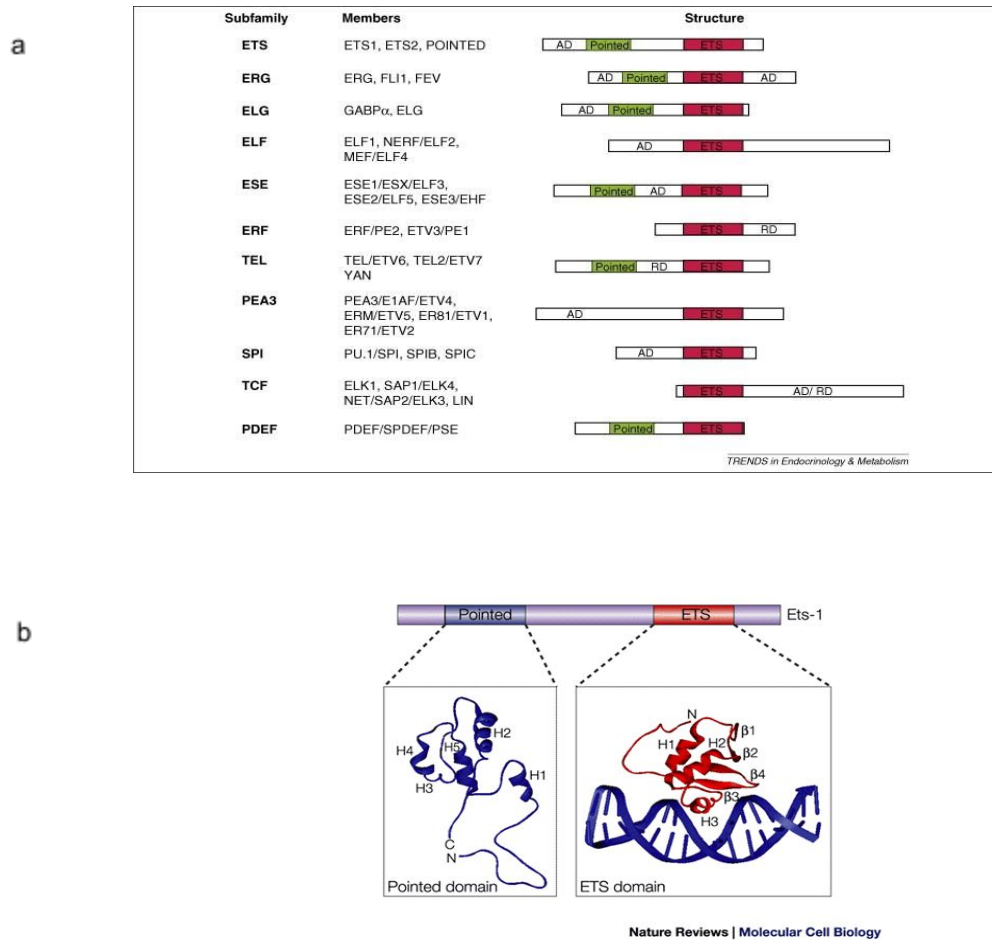 a
Subfamily Members Structure
ETS ETS1, ETS2, POINTED AD Pointed ETS
ERG ERG, FLI1, FEV AD Pointed ETS AD
ELG GABPα, ELG AD Pointed ETS
ELF ELF1, NERF/ELF2, AD ETS
MEF/ELF4
ESE ESE1/ESX/ELF3, Pointed AD ETS
ESE2/ELF5, ESE3/EHF
ERF ERF/PE2, ETV3/PE1 ETS RD
TEL TEL/ETV6, TEL2/ETV7 Pointed RD ETS
YAN
PEA3 PEA3/E1AF/ETV4, AD ETS
ERM/ETV5, ER81/ETV1,
ER71/ETV2
SPI PU.1/SPI, SPIB, SPIC AD ETS
TCF ELK1, SAP1/ELK4, ETS AD/ RD
NET/SAP2/ELK3, LIN
PDEF PDEF/SPDEF/PSE Pointed ETS
TRENDS in Endocrinology & Metabolism
b
Pointed ETS Ets-1
H4 H5 H2
H3 H1
C
N
Pointed domain
N
H1 H2 β1
β2
β4
β3
H3
ETS domain
Nature Reviews | Molecular Cell Biology